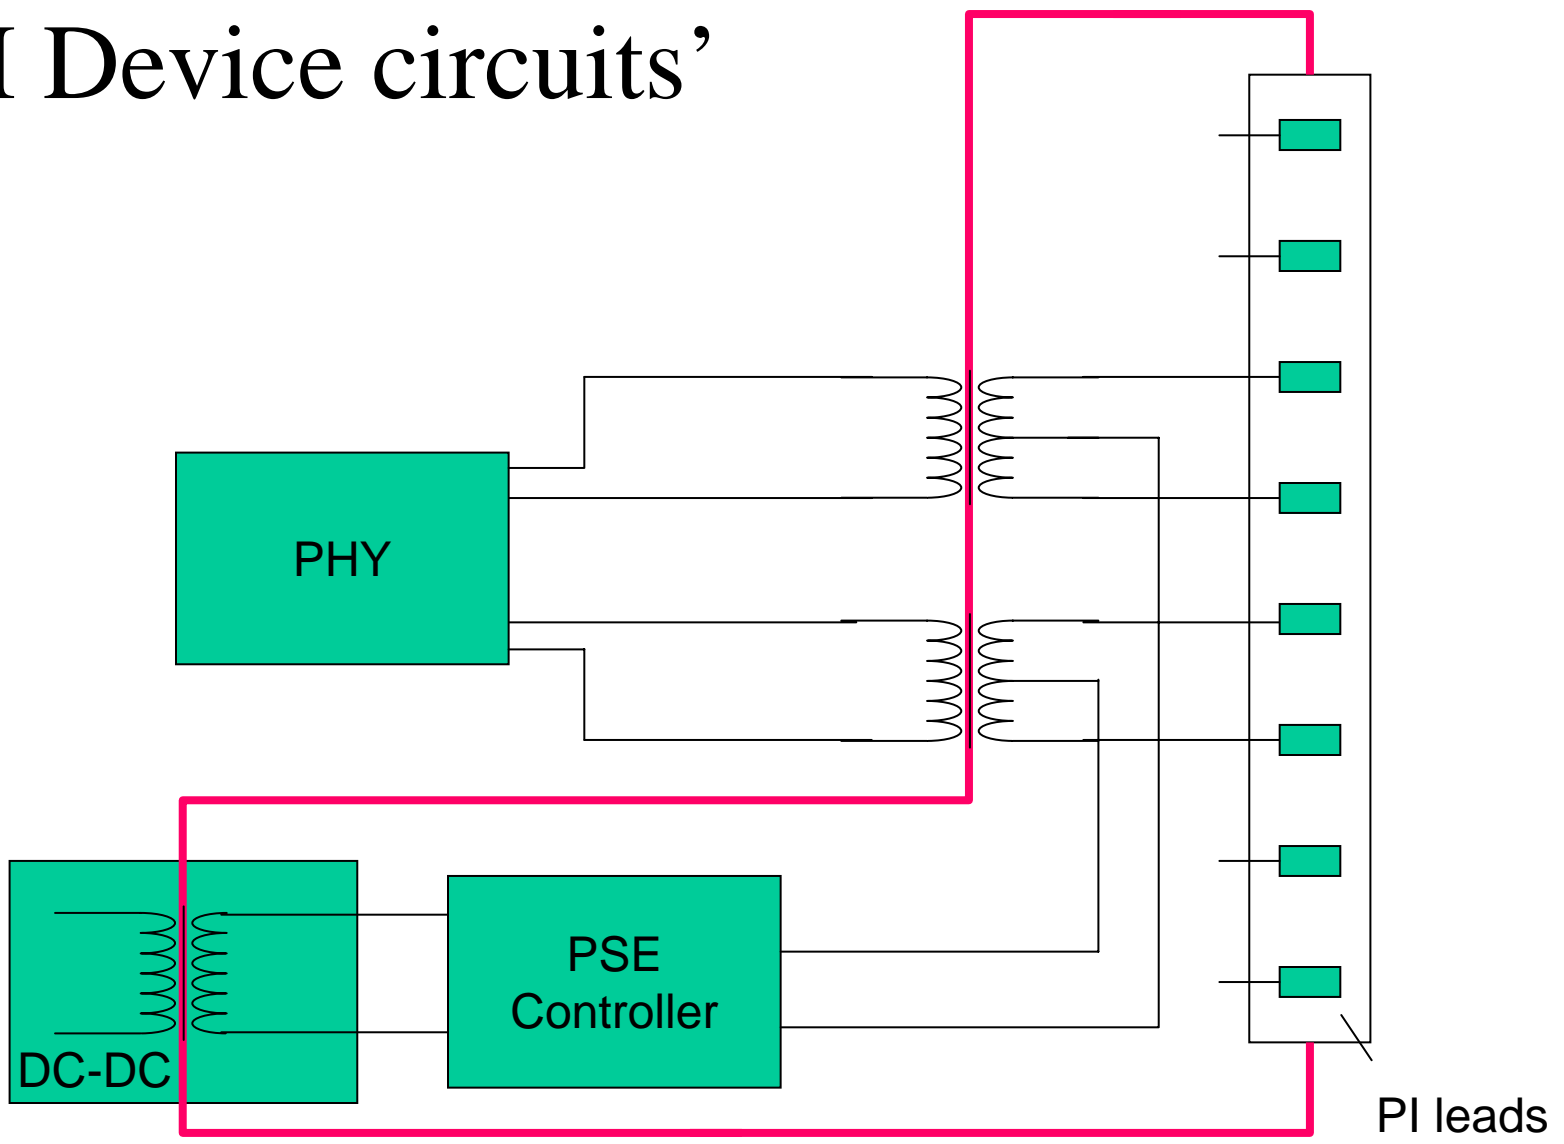 I Device circuits’
PHY
PSE
Controller
DC-DC
PI leads